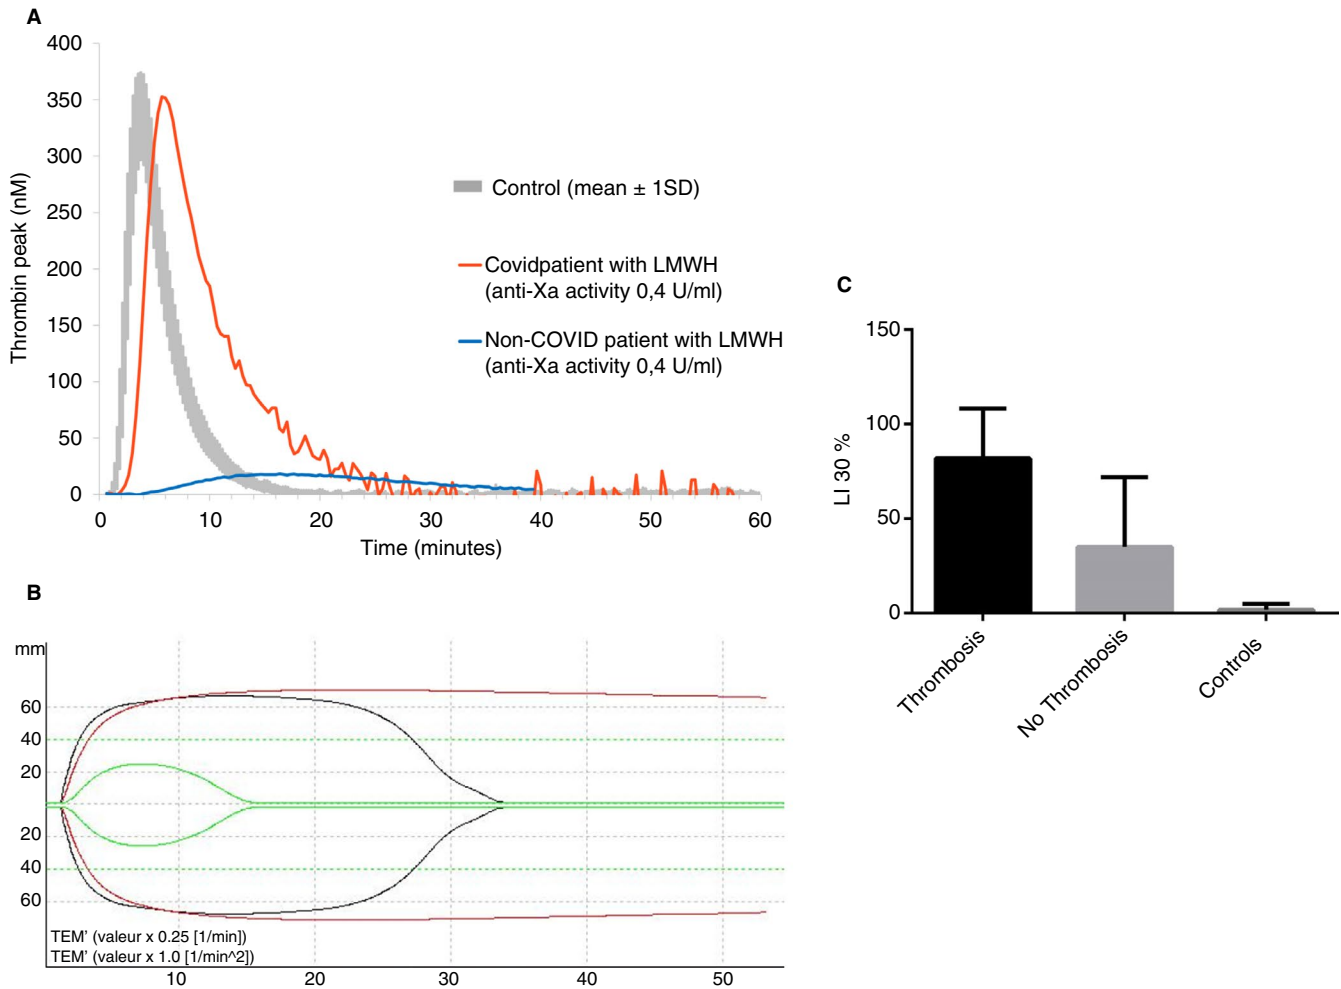 A
400
350
300
250
200
150
100
50
0
Thrombin peak (nM)
0 10 20 30 40 50 60
Time (minutes)
Control (mean ± 1SD)
Covidpatient with LMWH
(anti-Xa activity 0,4 U/ml)
Non-COVID patient with LMWH
(anti-Xa activity 0,4 U/ml)
B
mm
60
40
20
20
40
60
TEM' (valeur x 0.25 [1/min])
TEM' (valeur x 1.0 [1/min^2])
10 20 30 40 50
C
150
100
50
0
LI 30 %
Thrombosis
No Thrombosis
Controls